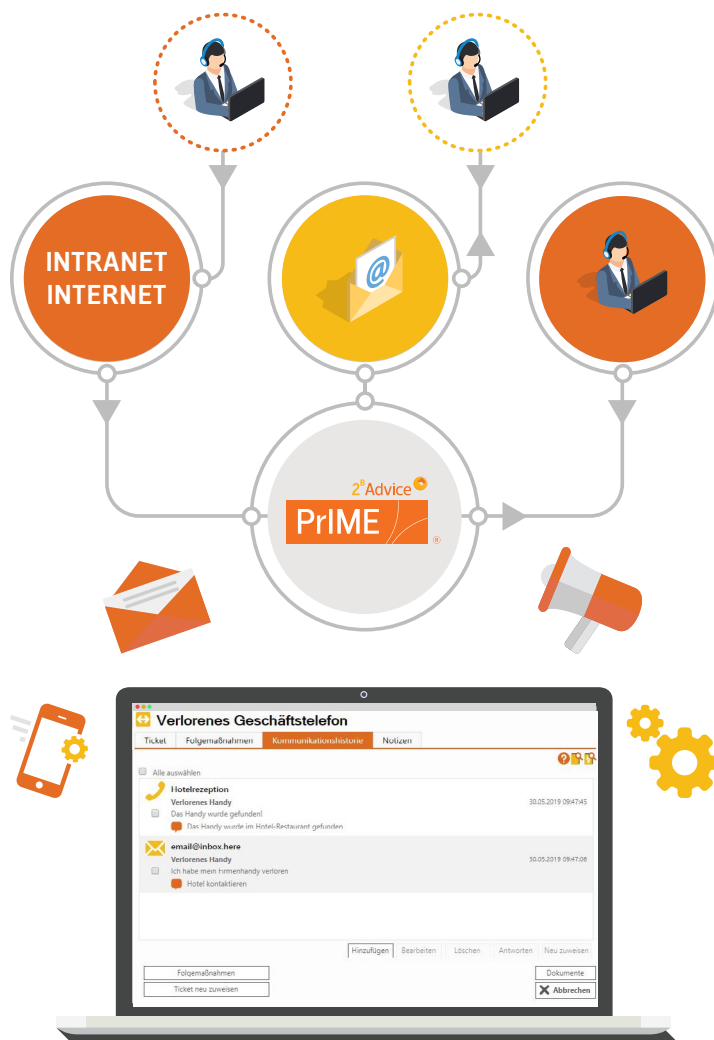 INTRANET
INTERNET
@
2BAdvice
PrIME
®
Verlorenes Geschäftstelefon
Ticket Folgemaßnahmen Kommunikationshistorie Notizen
?
Alle auswählen
Hotelrezeption
Verlorenes Handy 30.05.2019 09:47:45
Das Handy wurde gefunden!
Das Handy wurde im Hotel-Restaurant gefunden
email@inbox.here
Verlorenes Handy 30.05.2019 09:47:08
Ich habe mein Firmenhandy verloren
Hotel kontaktieren
Hinzufügen Bearbeiten Löschen Antworten Neu zuweisen
Folgemaßnahmen Dokumente
Ticket neu zuweisen Abbrechen